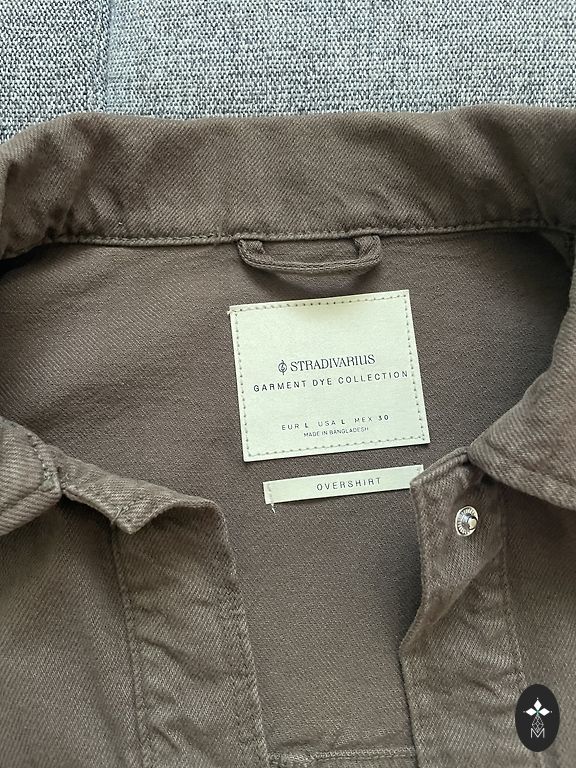 STRADIVARIUS
GARMENT DYE COLLECTION
EUR L USA L MEX 30
MADE IN BANGLADESH
OVERSHIRT
M